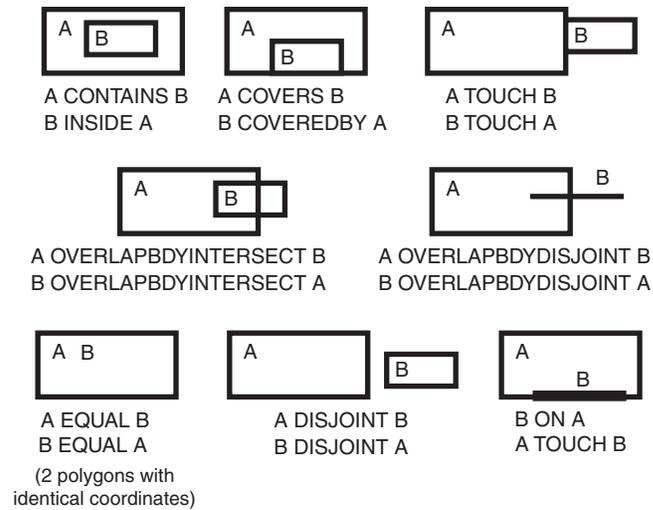 A B
A CONTAINS B
B INSIDE A
A B
A COVERS B
B COVEREDBY A
A B
A TOUCH B
B TOUCH A
A B
A OVERLAPBDYINTERSECT B
B OVERLAPBDYINTERSECT A
A B
A OVERLAPBDYDISJOINT B
B OVERLAPBDYDISJOINT A
A B
A EQUAL B
B EQUAL A
(2 polygons with
identical coordinates)
A B
A DISJOINT B
B DISJOINT A
A
B
B ON A
A TOUCH B